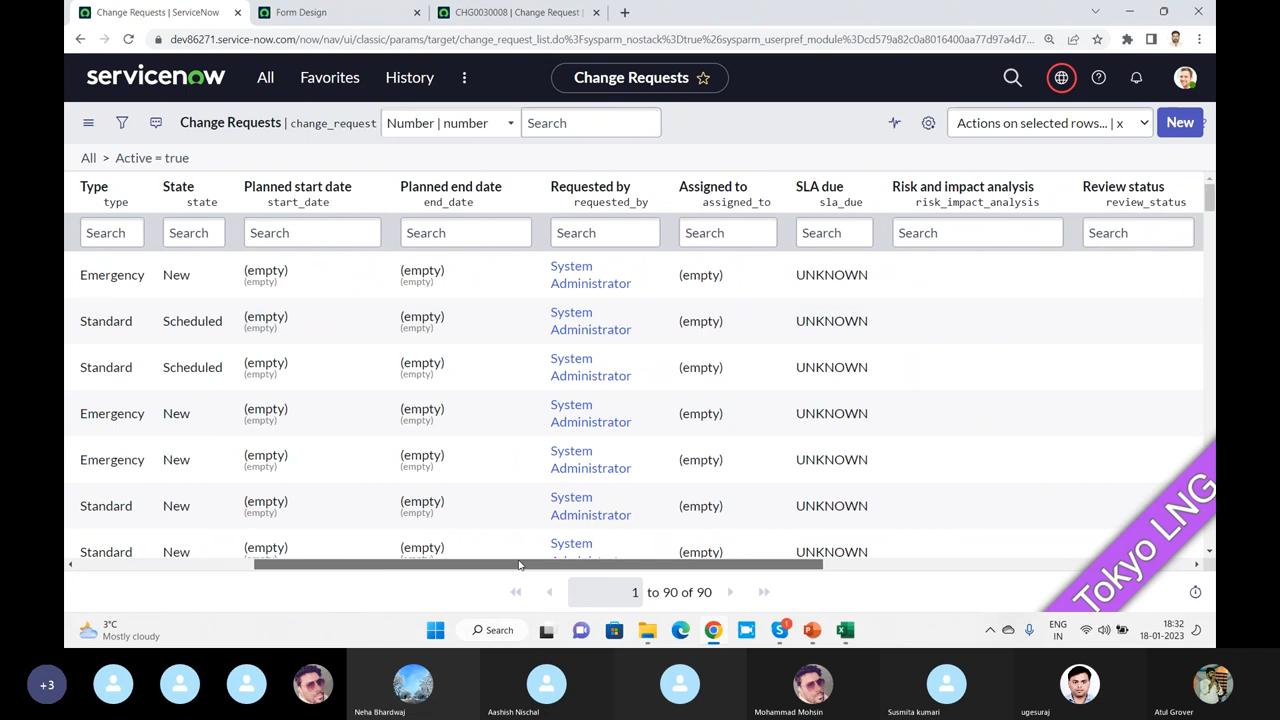 Change Requests | ServiceNow
Form Design
CHG0030008 | Change Request |
dev86271.service-now.com/now/nav/ui/classic/params/target/change_request_list.do%3Fsysparm_nostack%3Dtrue%26sysparm_userpref_module%3Dcd579a82c0a8016400aa77d97a4d7...
servicenow All Favorites History Change Requests
Change Requests | change_request Number | number Search Actions on selected rows... | x New
All > Active = true
Type State Planned start date Planned end date Requested by Assigned to SLA due Risk and impact analysis Review status
type state start_date end_date requested_by assigned_to sla_due risk_impact_analysis review_status
Search Search Search Search Search Search Search Search Search
Emergency New (empty) (empty) System Administrator (empty) UNKNOWN
(empty) (empty)
Standard Scheduled (empty) (empty) System Administrator (empty) UNKNOWN
(empty) (empty)
Standard Scheduled (empty) (empty) System Administrator (empty) UNKNOWN
(empty) (empty)
Emergency New (empty) (empty) System Administrator (empty) UNKNOWN
(empty) (empty)
Emergency New (empty) (empty) System Administrator (empty) UNKNOWN
(empty) (empty)
Standard New (empty) (empty) System Administrator (empty) UNKNOWN
(empty) (empty)
Standard New (empty) (empty) System (empty) UNKNOWN
Tokyo LNG
1 to 90 of 90
3°C
Mostly cloudy
Search
1
ENG
IN
18:32
18-01-2023
+3
Neha Bhardwaj
Aashish Nischal
Mohammad Mohsin
Susmita kumari
ugesuraj
Atul Grover